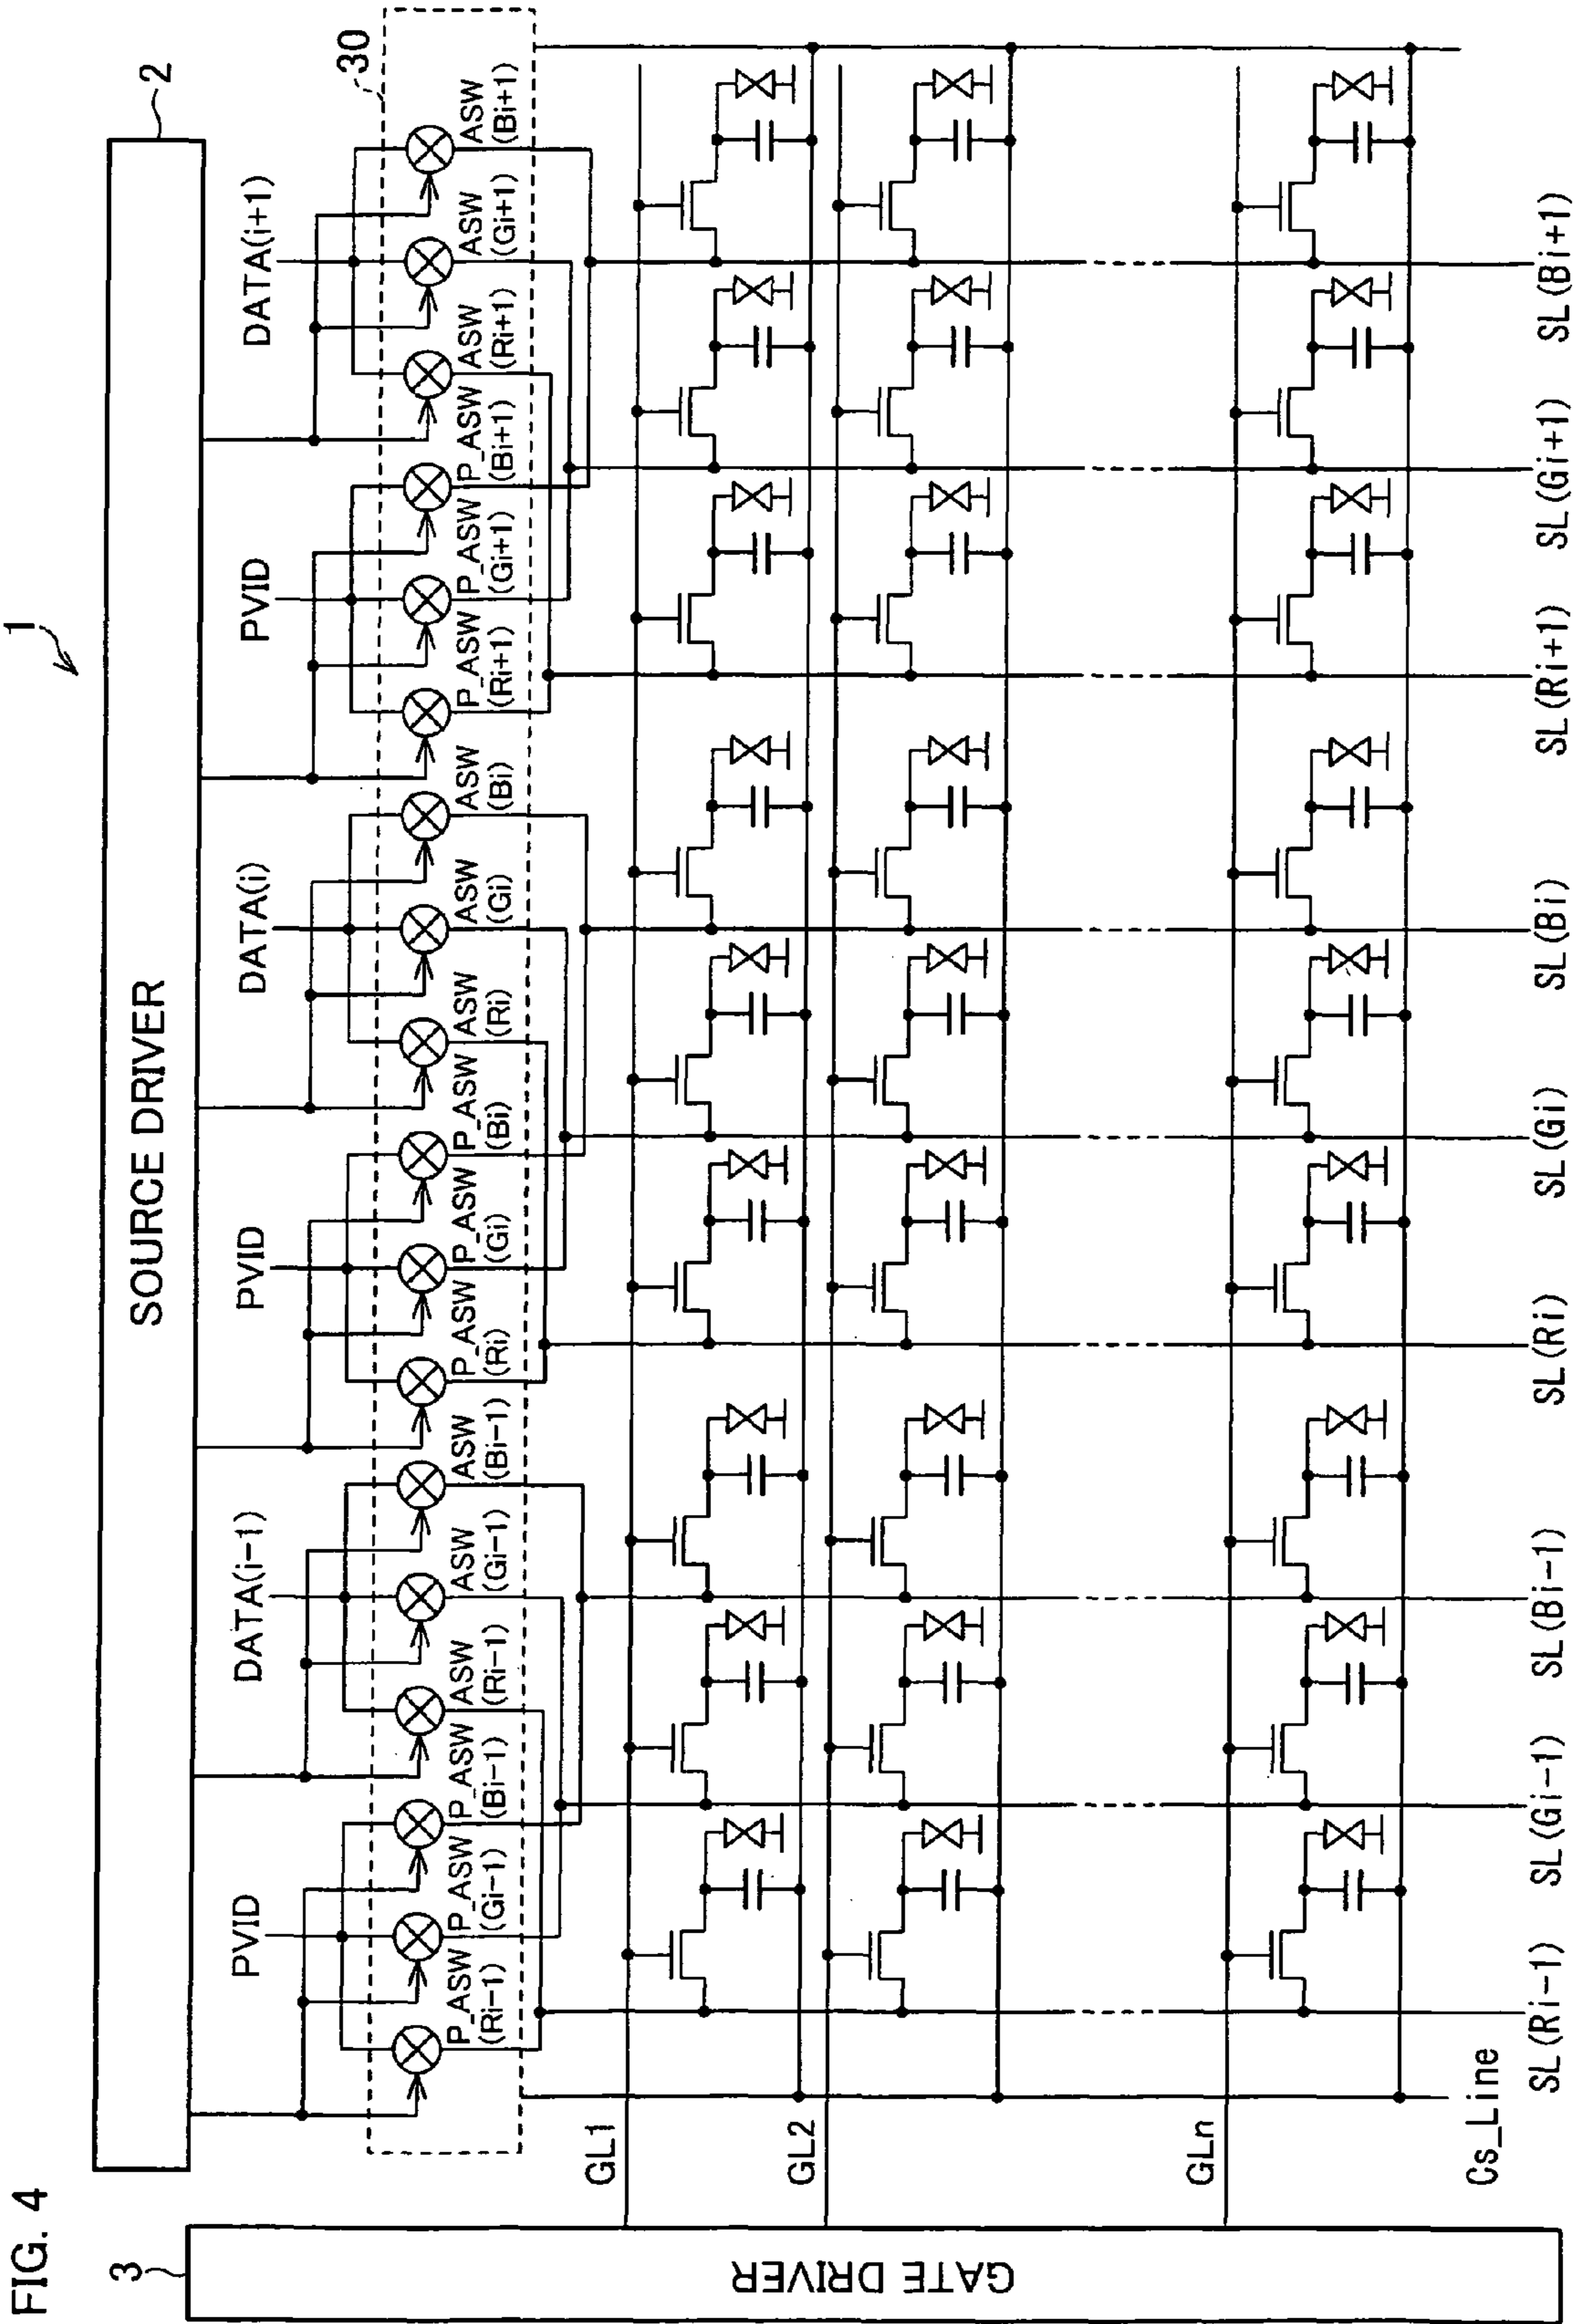 FIG. 4
1
2
SOURCE DRIVER
PVID
DATA(i-1)
PVID
DATA(i)
PVID
DATA(i+1)
30
P_ASW
(Ri-1)
P_ASW
(Gi-1)
P_ASW
(Bi-1)
ASW
(Ri-1)
ASW
(Gi-1)
ASW
(Bi-1)
P_ASW
(Ri)
P_ASW
(Gi)
P_ASW
(Bi)
ASW
(Ri)
ASW
(Gi)
ASW
(Bi)
P_ASW
(Ri+1)
P_ASW
(Gi+1)
P_ASW
(Bi+1)
ASW
(Ri+1)
ASW
(Gi+1)
ASW
(Bi+1)
3
GATE DRIVER
GL1
GL2
GLn
Cs_Line
SL(Ri-1)
SL(Gi-1)
SL(Bi-1)
SL(Ri)
SL(Gi)
SL(Bi)
SL(Ri+1)
SL(Gi+1)
SL(Bi+1)